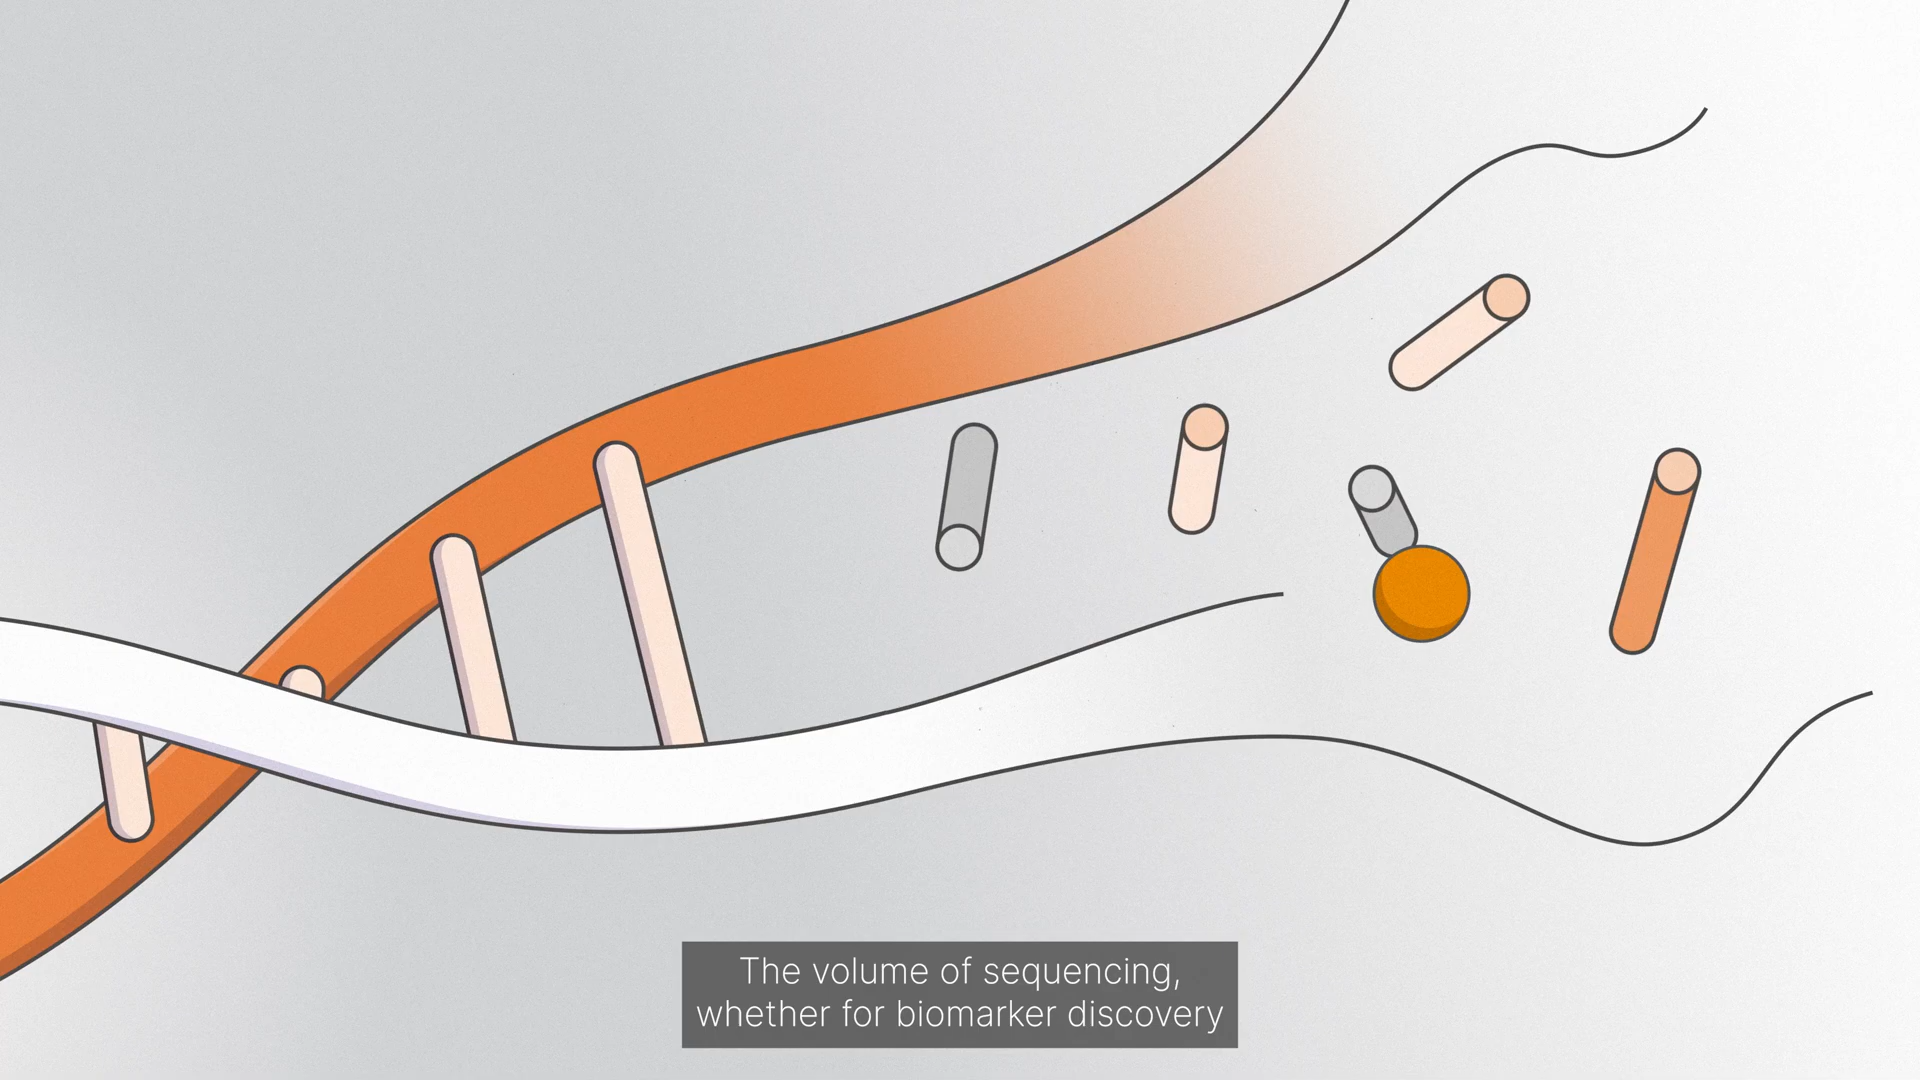 The volume of sequencing,
whether for biomarker discovery